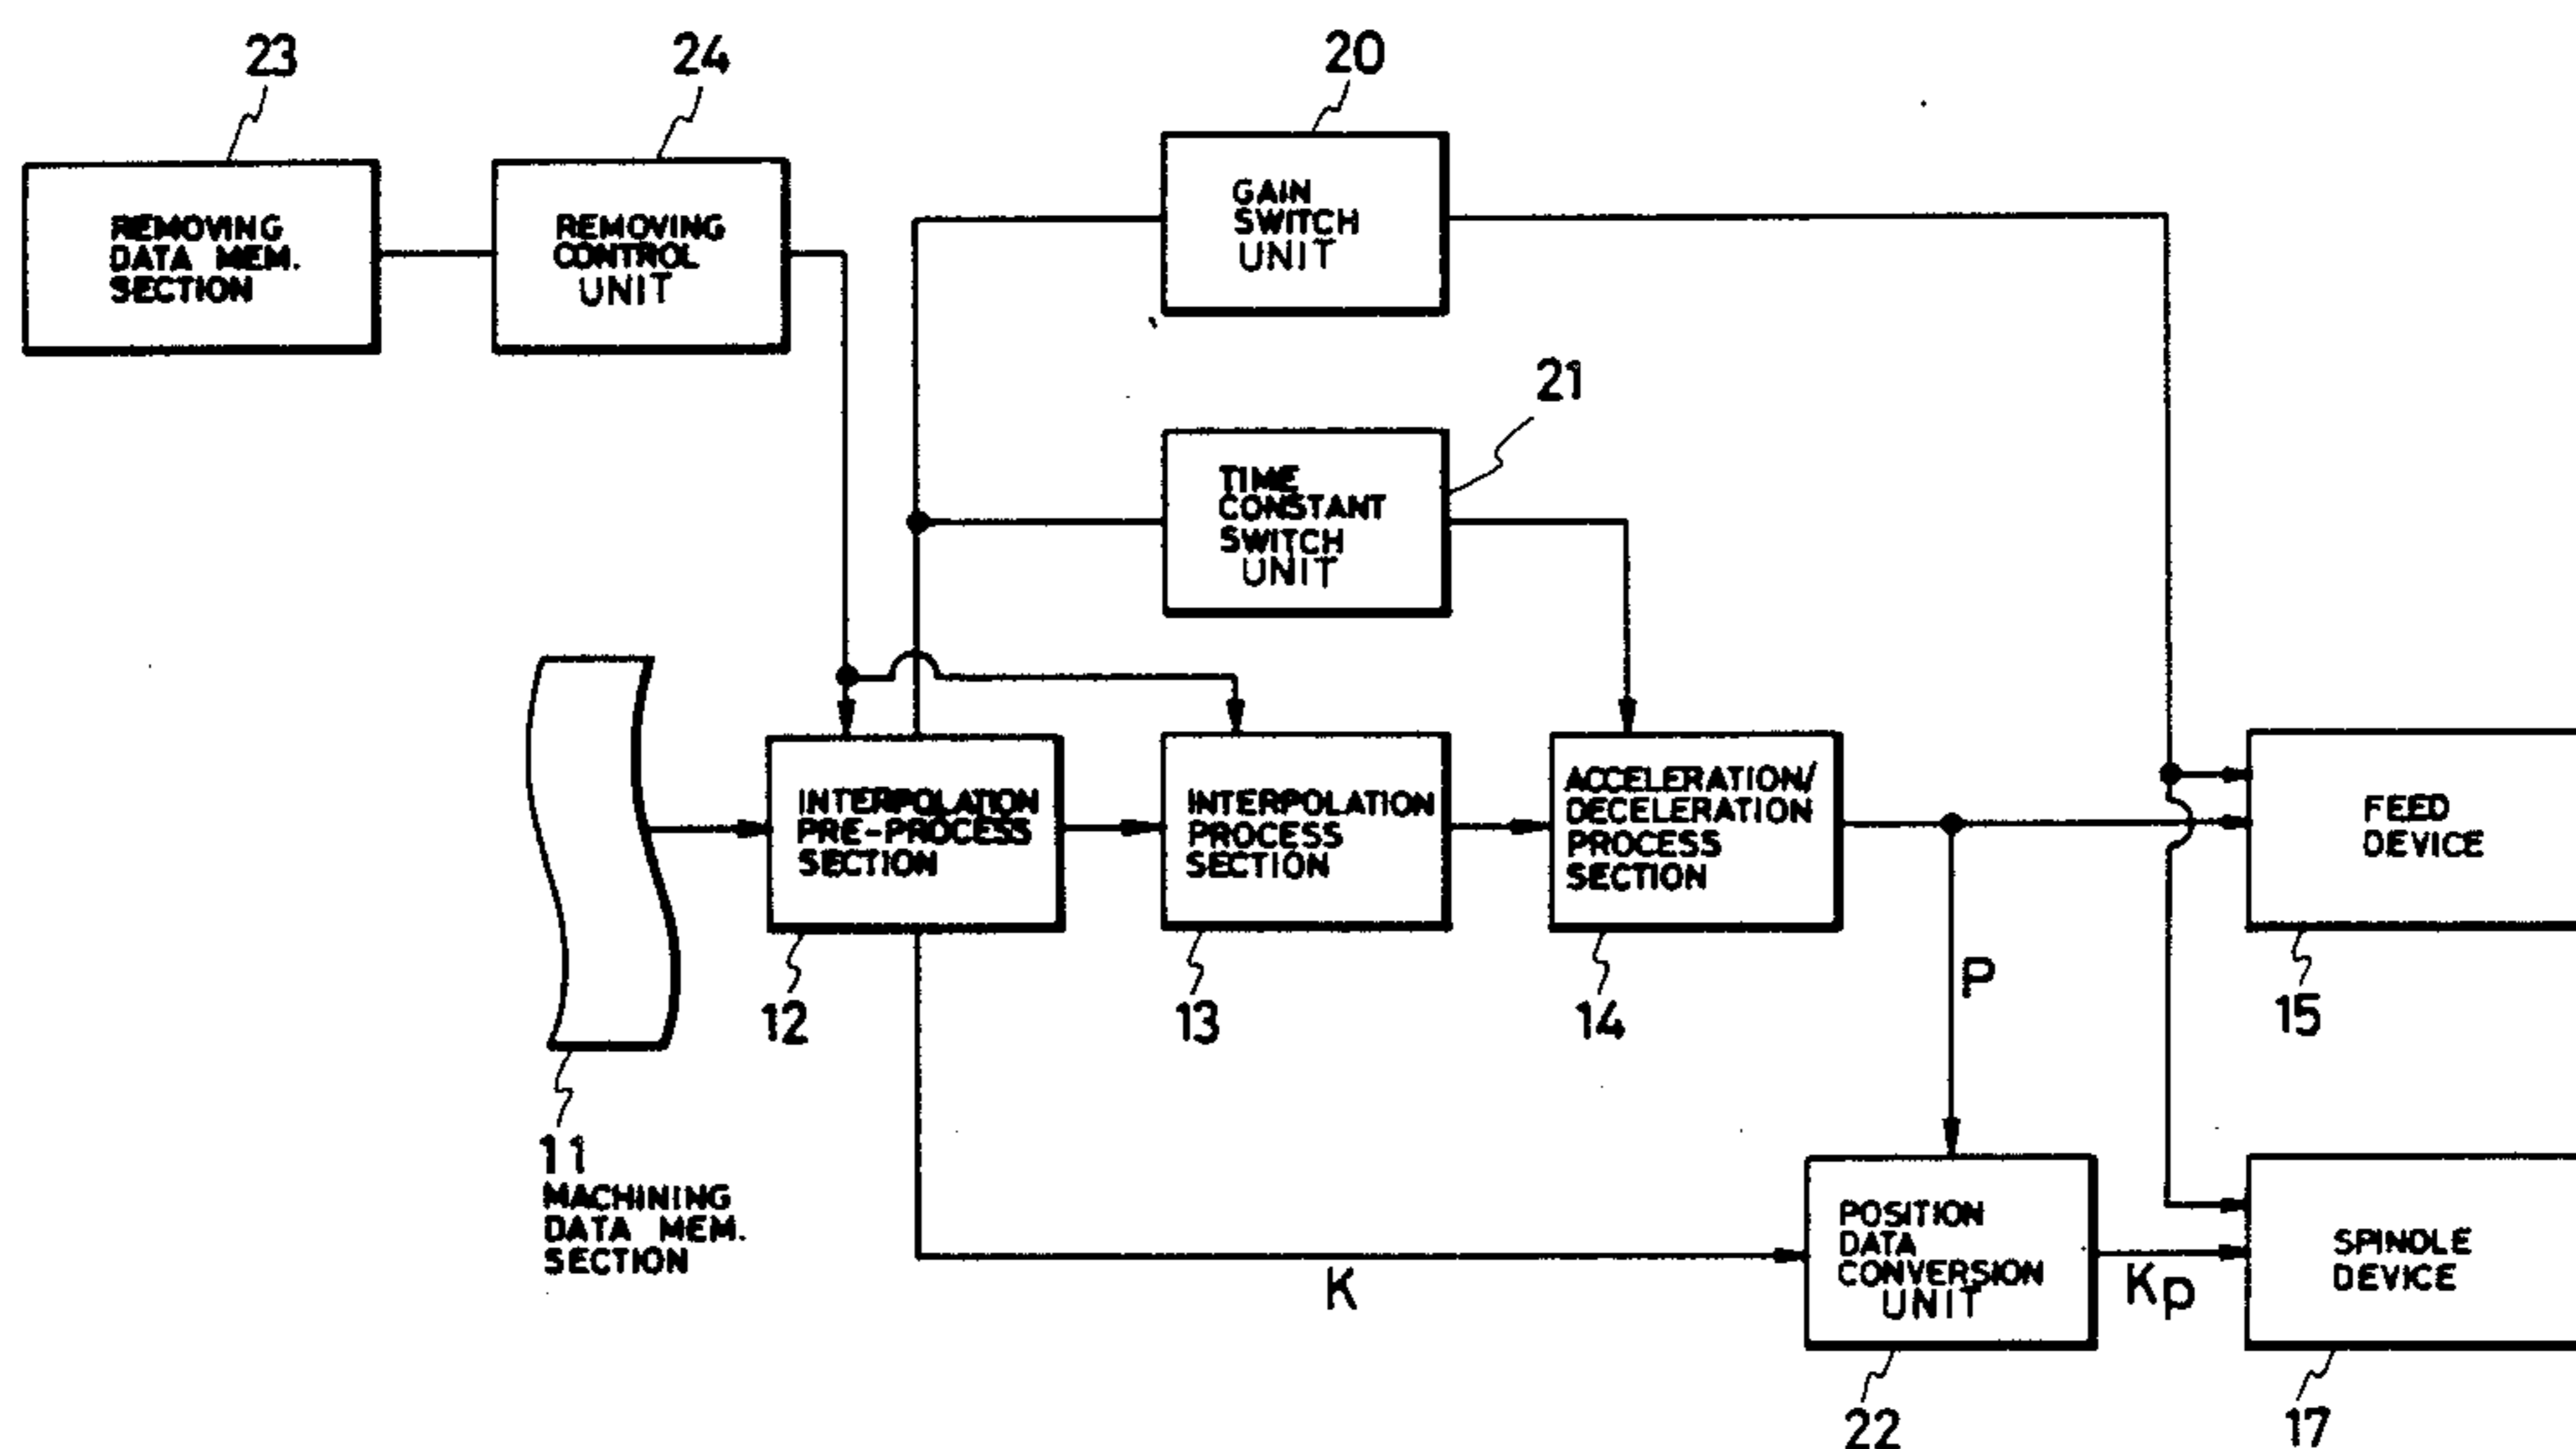 23
24
20
REMOVING
DATA MEM.
SECTION
REMOVING
CONTROL
UNIT
GAIN
SWITCH
UNIT
21
TIME
CONSTANT
SWITCH
UNIT
INTERPOLATION
PRE-PROCESS
SECTION
INTERPOLATION
PROCESS
SECTION
ACCELERATION/
DECELERATION
PROCESS
SECTION
FEED
DEVICE
12
13
14
P
15
11
MACHINING
DATA MEM.
SECTION
K
POSITION
DATA
CONVERSION
UNIT
Kp
SPINDLE
DEVICE
22
17